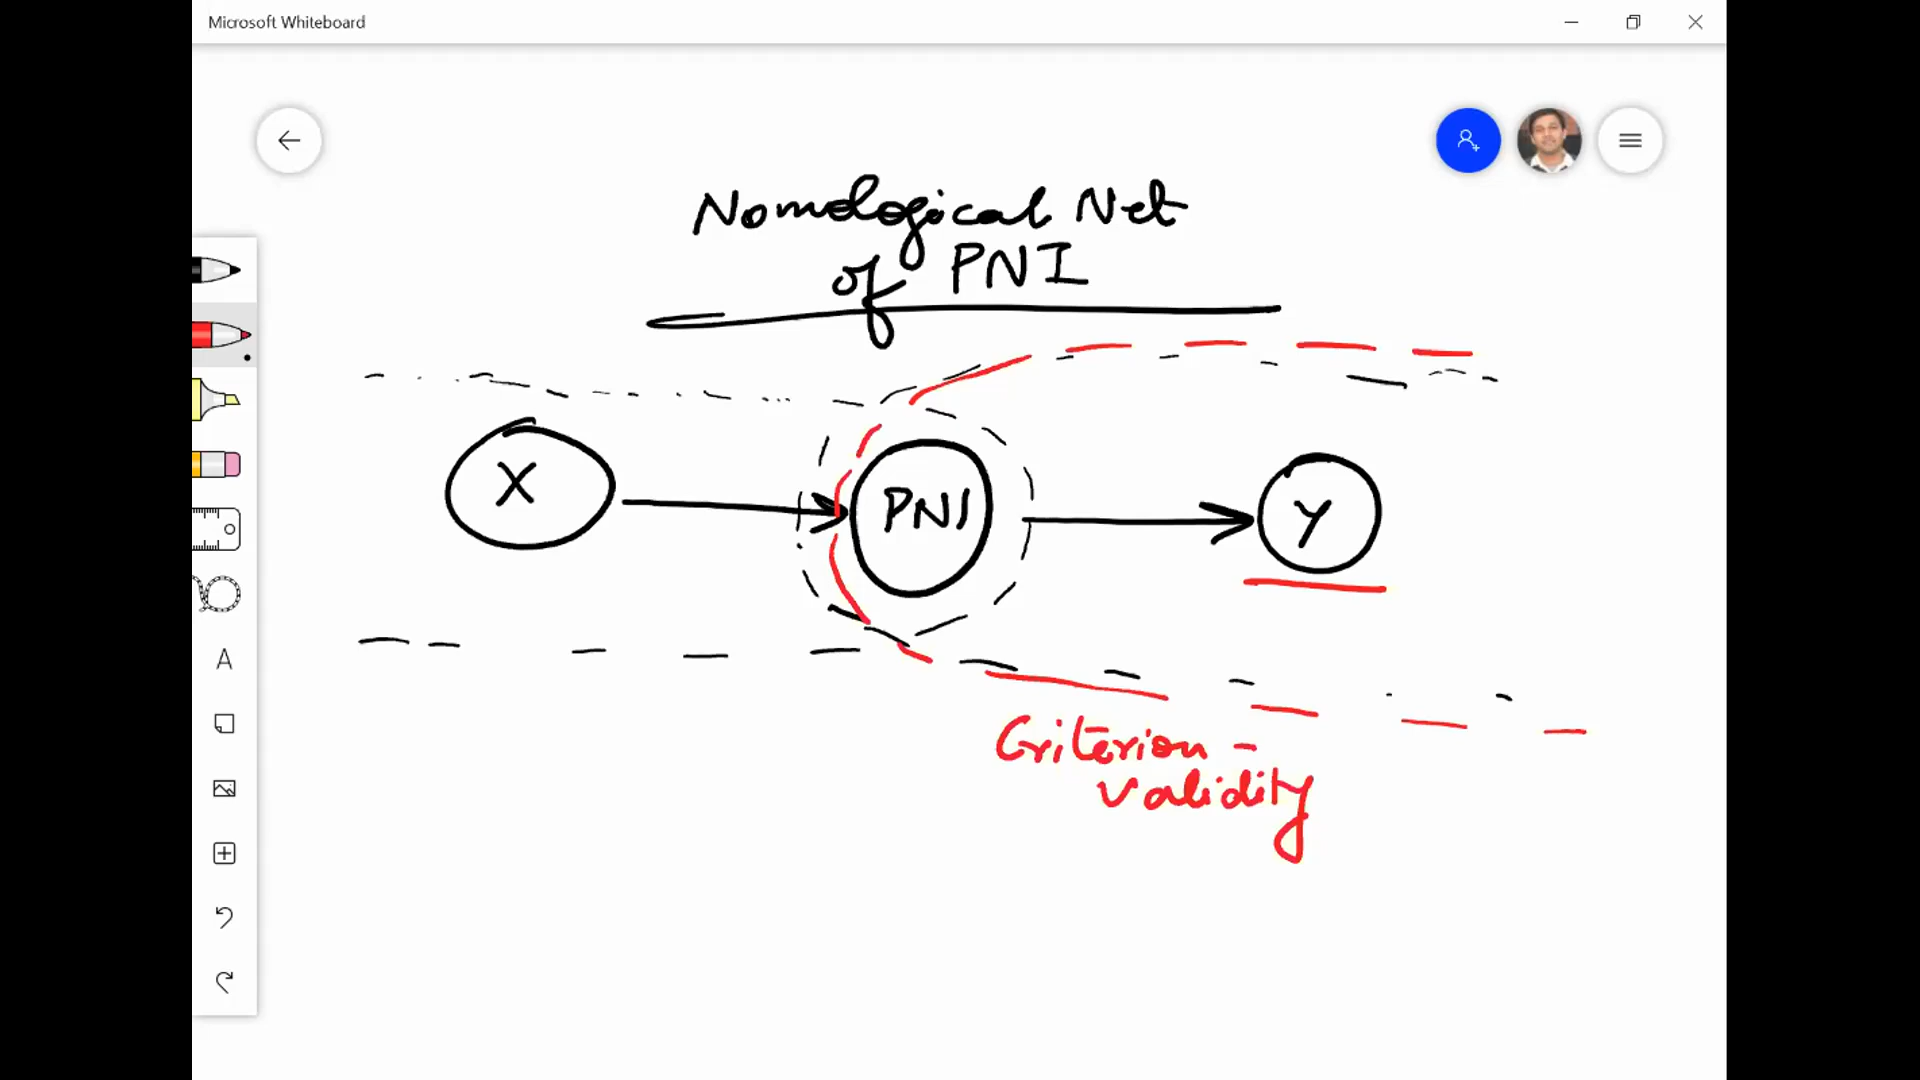 Microsoft Whiteboard
Nomological Net
of PNI
X
PNI
Y
Criterion -
validity
A